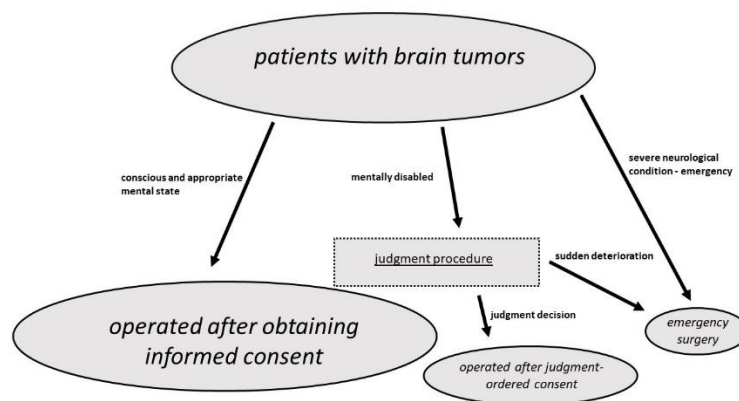 patients with brain tumors
conscious and appropriate
mental state
mentally disabled
severe neurological
condition - emergency
judgment procedure
sudden deterioration
judgment decision
operated after obtaining
informed consent
emergency
surgery
operated after judgment-
ordered consent